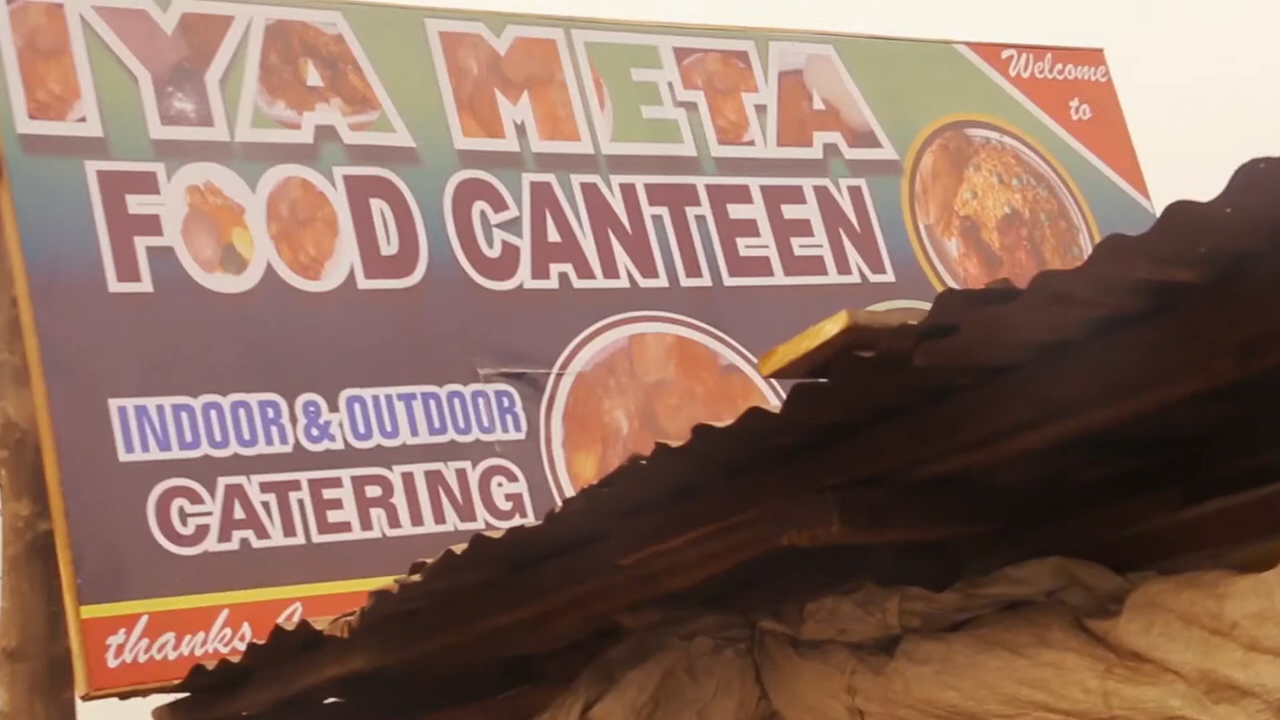 Welcome
to
IYA META
FOOD CANTEEN
INDOOR & OUTDOOR
CATERING
thanks